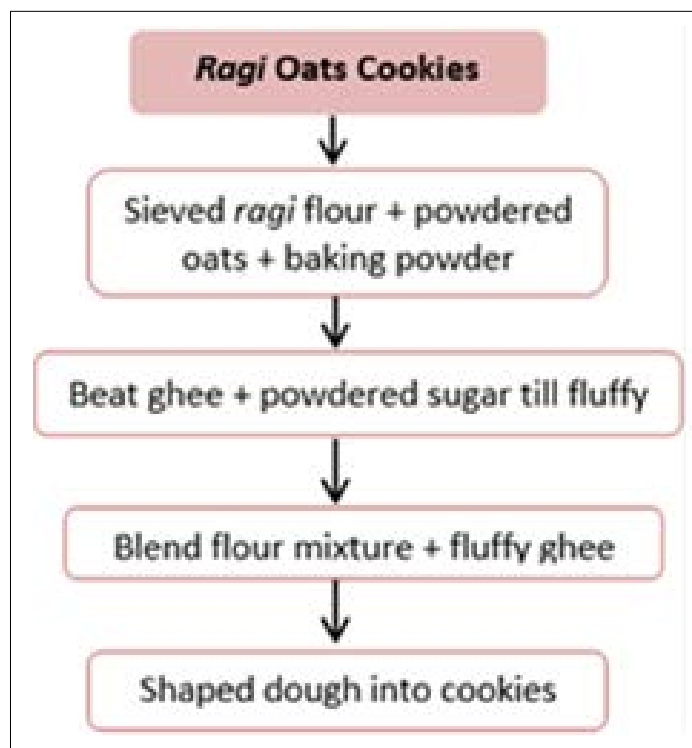 Ragi Oats Cookies
Sieved ragi flour + powdered
oats + baking powder
Beat ghee + powdered sugar till fluffy
Blend flour mixture + fluffy ghee
Shaped dough into cookies